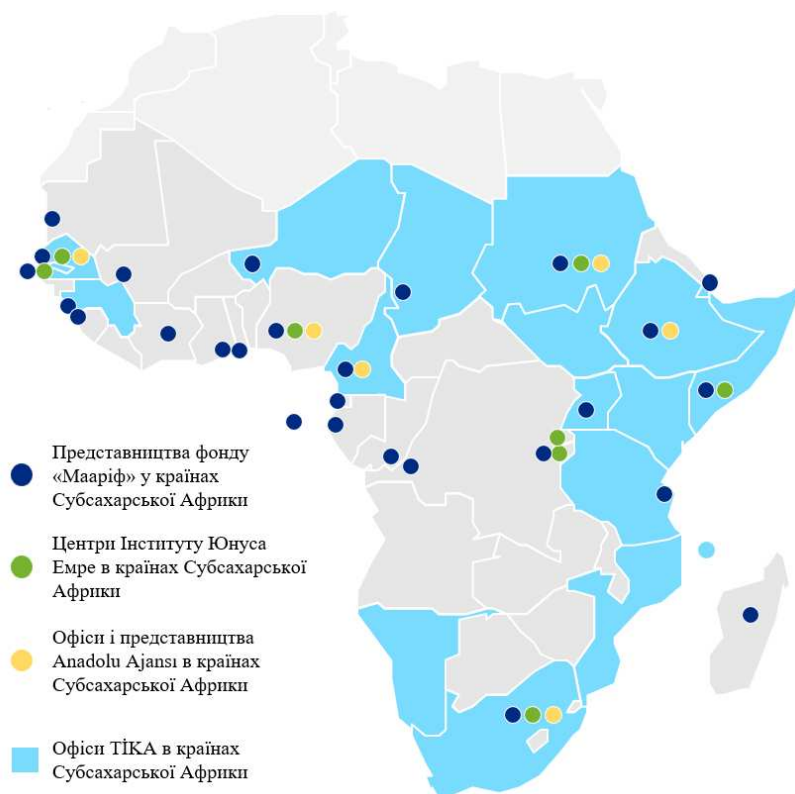 Представництва фонду
«Мааріф» у країнах
Субсахарської Африки
Центри Інституту Юнуса
Емре в країнах Субсахарської
Африки
Офіси і представництва
Anadolu Ajansı в країнах
Субсахарської Африки
Офіси TİKA в країнах
Субсахарської Африки